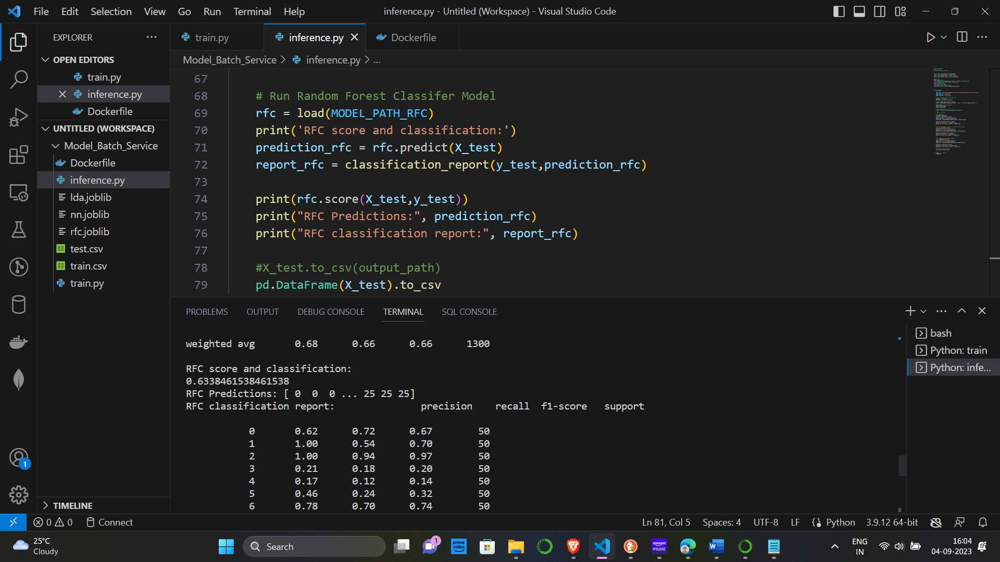 File Edit Selection View Go Run Terminal Help
inference.py - Untitled (Workspace) - Visual Studio Code
EXPLORER
OPEN EDITORS
train.py
inference.py
Dockerfile
UNTITLED (WORKSPACE)
Model_Batch_Service
Dockerfile
inference.py
lda.joblib
nn.joblib
rfc.joblib
test.csv
train.csv
train.py
TIMELINE
train.py
inference.py
Dockerfile
Model_Batch_Service > inference.py > ...
67
68 # Run Random Forest Classifer Model
69 rfc = load(MODEL_PATH_RFC)
70 print('RFC score and classification:')
71 prediction_rfc = rfc.predict(X_test)
72 report_rfc = classification_report(y_test,prediction_rfc)
73
74 print(rfc.score(X_test,y_test))
75 print("RFC Predictions:", prediction_rfc)
76 print("RFC classification report:", report_rfc)
77
78 #X_test.to_csv(output_path)
79 pd.DataFrame(X_test).to_csv
PROBLEMS OUTPUT DEBUG CONSOLE TERMINAL SQL CONSOLE
weighted avg 0.68 0.66 0.66 1300
RFC score and classification:
0.6338461538461538
RFC Predictions: [ 0 0 0 ... 25 25 25]
RFC classification report: precision recall f1-score support
0 0.62 0.72 0.67 50
1 1.00 0.54 0.70 50
2 1.00 0.94 0.97 50
3 0.21 0.18 0.20 50
4 0.17 0.12 0.14 50
5 0.46 0.24 0.32 50
6 0.78 0.70 0.74 50
bash
Python: train
Python: infe...
1
0 0 Connect
Ln 81, Col 5 Spaces: 4 UTF-8 LF Python 3.9.12 64-bit
25°C
Cloudy
Search
1
prime video
amazon music
W
ENG
IN
16:04
04-09-2023